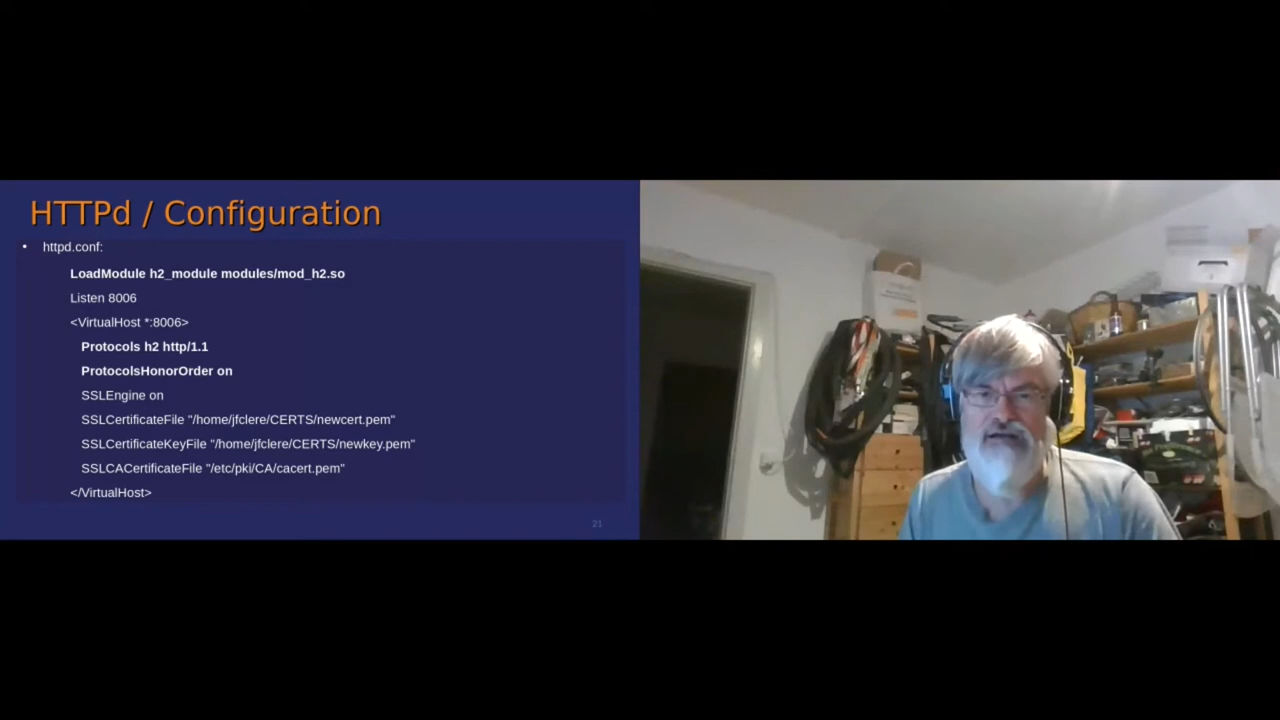 HTTPd / Configuration
• httpd.conf:
LoadModule h2_module modules/mod_h2.so
Listen 8006
<VirtualHost *:8006>
Protocols h2 http/1.1
ProtocolsHonorOrder on
SSLEngine on
SSLCertificateFile "/home/jfclere/CERTS/newcert.pem"
SSLCertificateKeyFile "/home/jfclere/CERTS/newkey.pem"
SSLCACertificateFile "/etc/pki/CA/cacert.pem"
</VirtualHost>
21